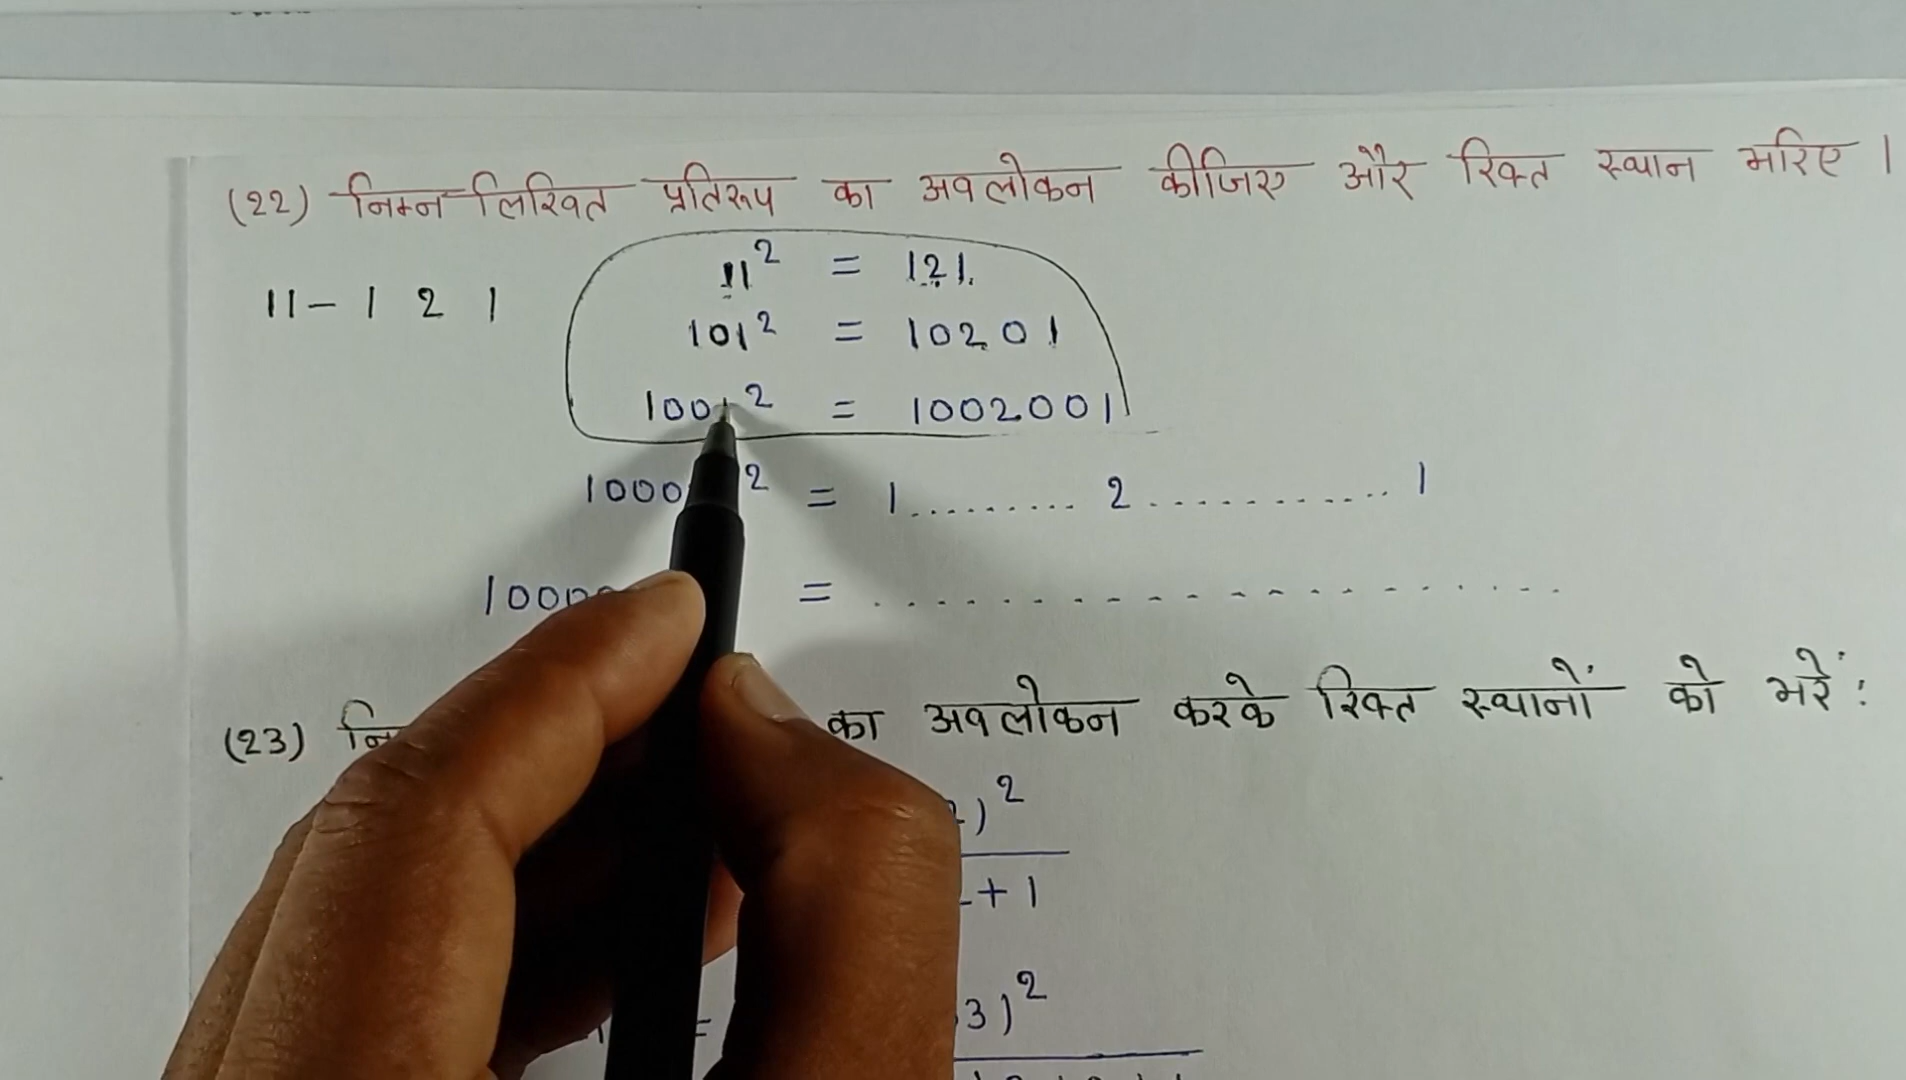 (22) निम्नलिखित प्रतिरूप का अवलोकन कीजिए और रिक्त स्थान भरिए ।
11² = 121
11 - 1 2 1
101² = 10201
1001² = 1002001
1000 ² = 1 ......... 2 ............ 1
1000 = ....................
(23) का अवलोकन करके रिक्त स्थानों को भरें :
)²
+ 1
3)²
=